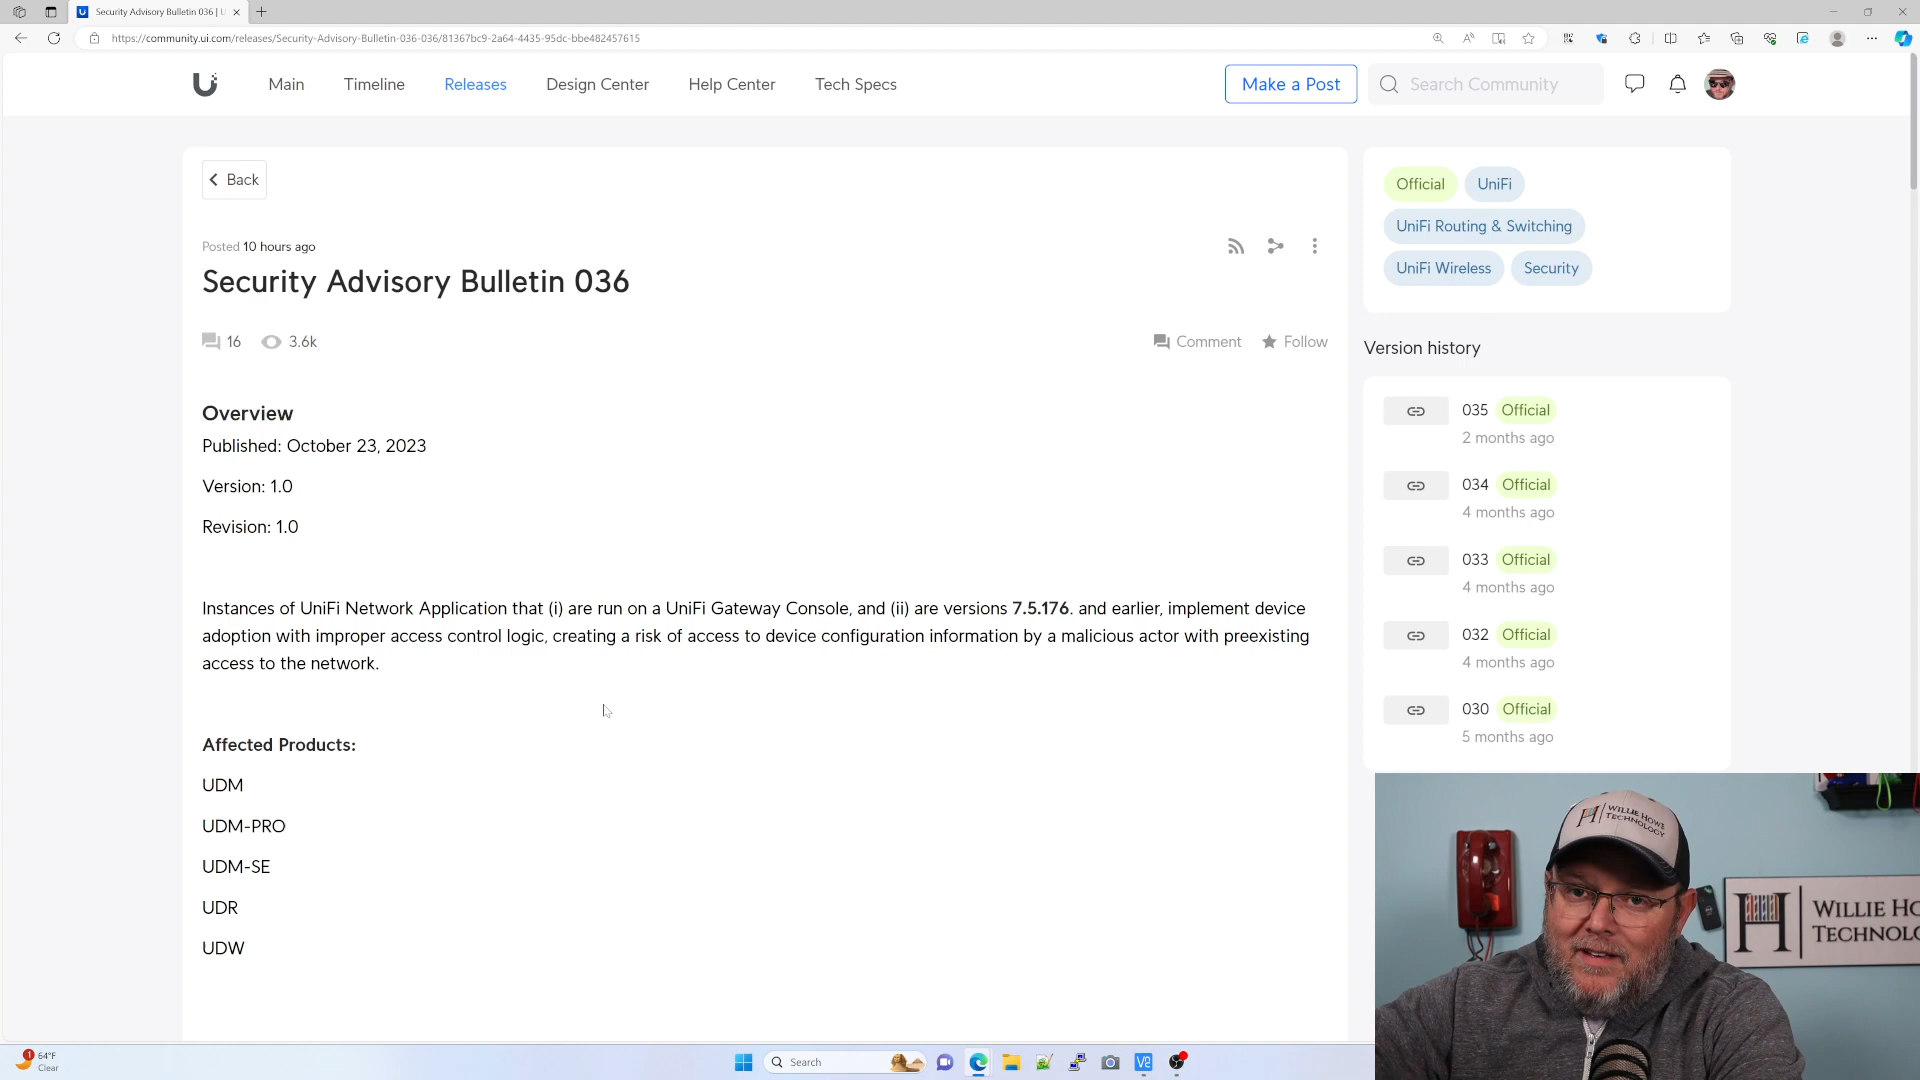 Security Advisory Bulletin 036 | U
https://community.ui.com/releases/Security-Advisory-Bulletin-036-036/81367bc9-2a64-4435-95dc-bbe482457615
Main Timeline Releases Design Center Help Center Tech Specs Make a Post Search Community
Back
Posted 10 hours ago
Security Advisory Bulletin 036
16 3.6k Comment Follow
Overview
Published: October 23, 2023
Version: 1.0
Revision: 1.0
Instances of UniFi Network Application that (i) are run on a UniFi Gateway Console, and (ii) are versions 7.5.176. and earlier, implement device
adoption with improper access control logic, creating a risk of access to device configuration information by a malicious actor with preexisting
access to the network.
Affected Products:
UDM
UDM-PRO
UDM-SE
UDR
UDW
Official UniFi
UniFi Routing & Switching
UniFi Wireless Security
Version history
035 Official
2 months ago
034 Official
4 months ago
033 Official
4 months ago
032 Official
4 months ago
030 Official
5 months ago
WILLIE HOWE
TECHNOLOGY
WILLIE HO
TECHNOLO
1
64°F
Clear
Search